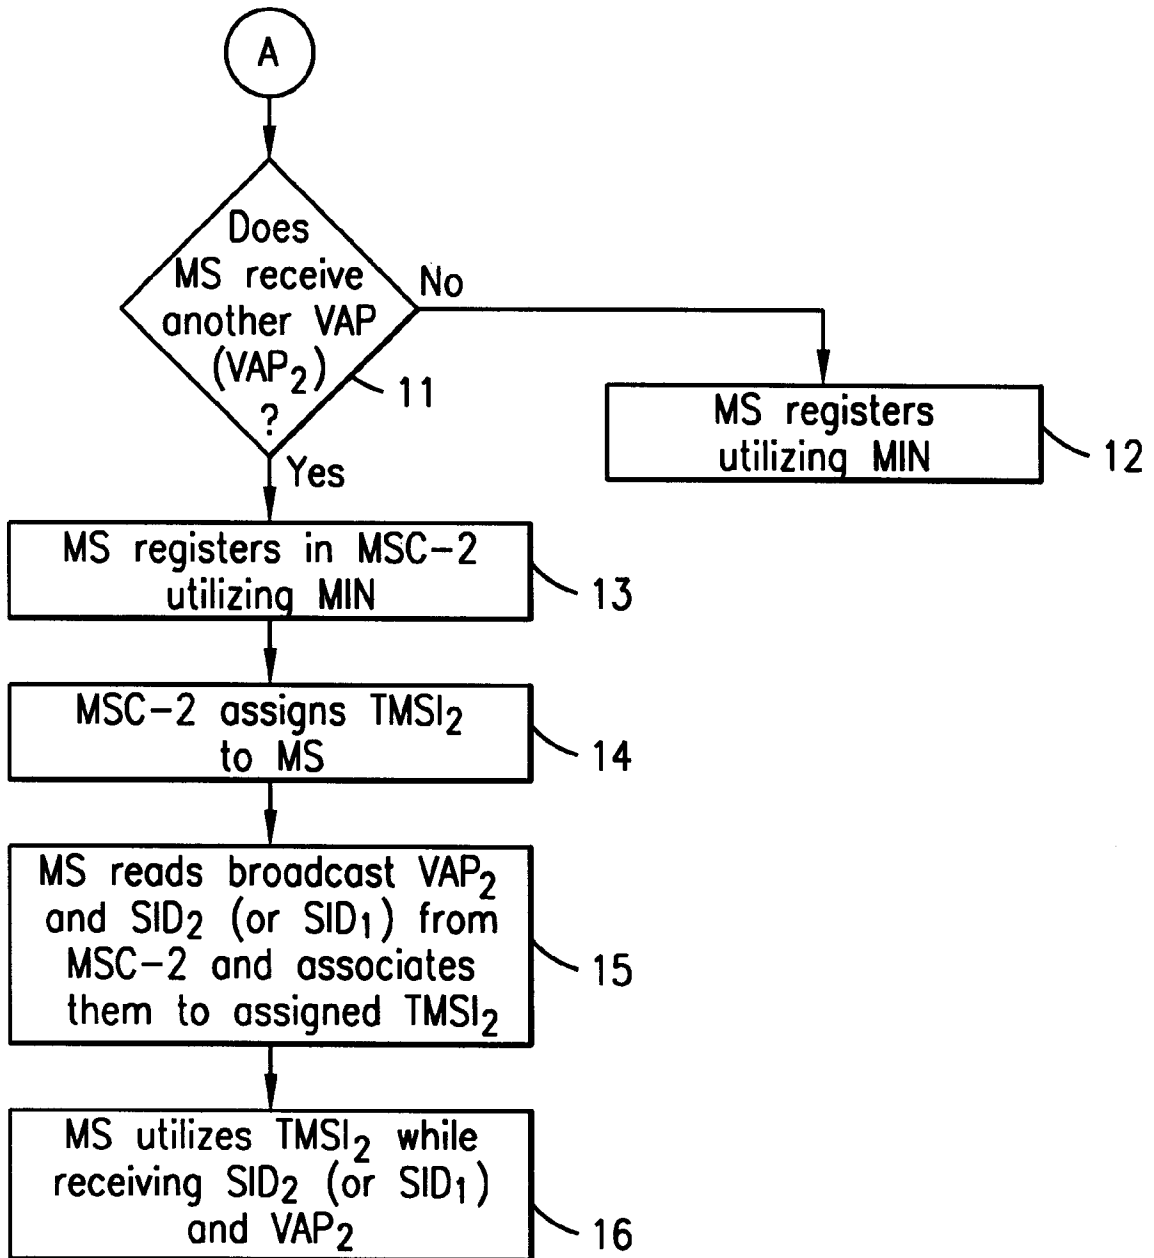 A
Does
MS receive
another VAP
(VAP₂)
?
No
11
MS registers
utilizing MIN
12
Yes
MS registers in MSC-2
utilizing MIN
13
MSC-2 assigns TMSI₂
to MS
14
MS reads broadcast VAP₂
and SID₂ (or SID₁) from
MSC-2 and associates
them to assigned TMSI₂
15
MS utilizes TMSI₂ while
receiving SID₂ (or SID₁)
and VAP₂
16